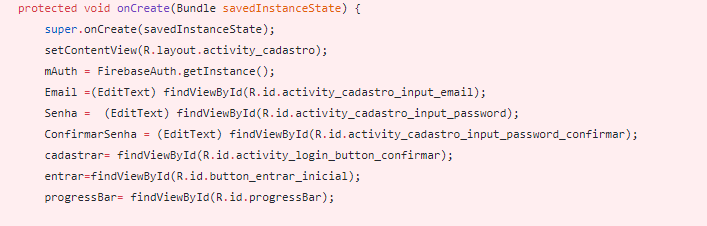 protected void onCreate(Bundle savedInstanceState) {
super.onCreate(savedInstanceState);
setContentView(R.layout.activity_cadastro);
mAuth = FirebaseAuth.getInstance();
Email =(EditText) findViewById(R.id.activity_cadastro_input_email);
Senha =  (EditText) findViewById(R.id.activity_cadastro_input_password);
ConfirmarSenha = (EditText) findViewById(R.id.activity_cadastro_input_password_confirmar);
cadastrar= findViewById(R.id.activity_login_button_confirmar);
entrar=findViewById(R.id.button_entrar_inicial);
progressBar= findViewById(R.id.progressBar);